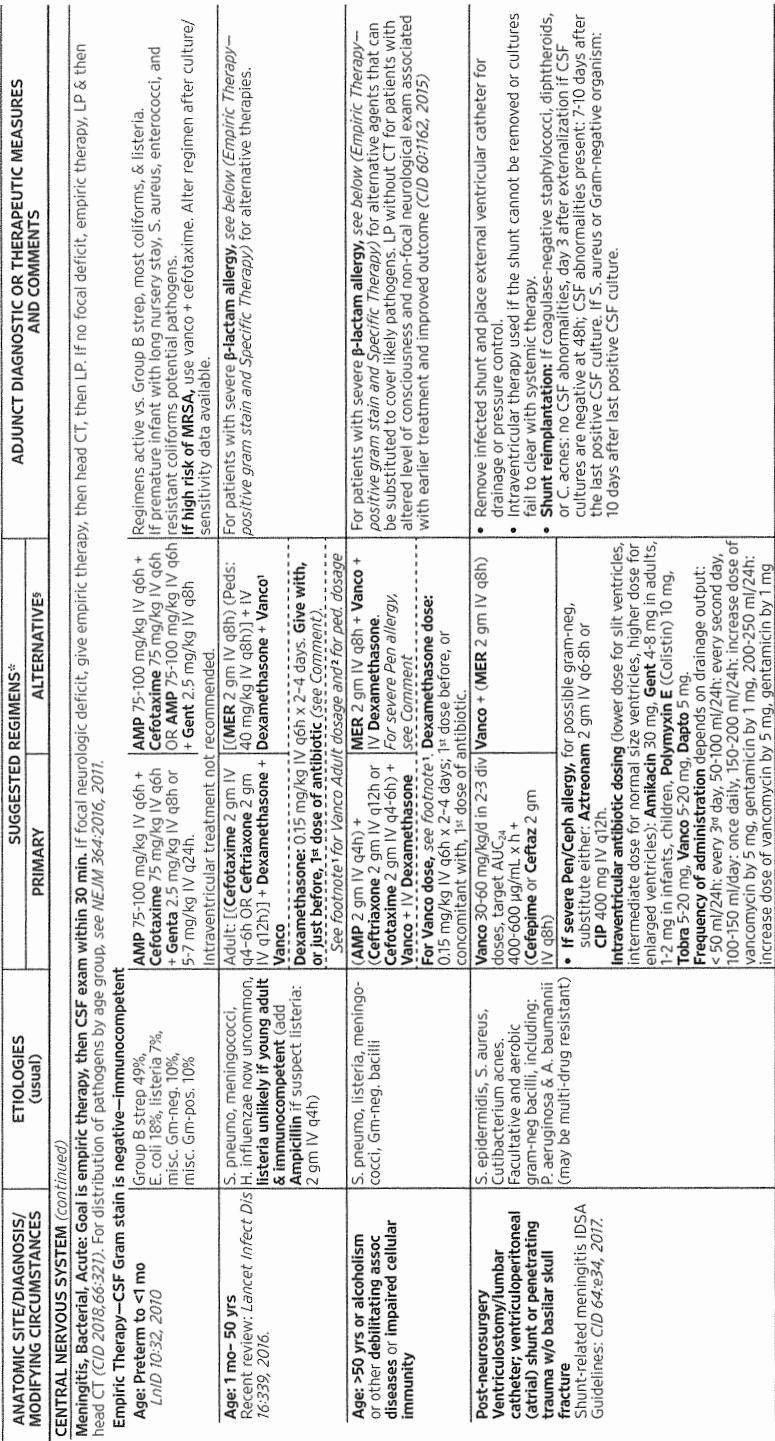 ANATOMIC SITE/DIAGNOSIS/
MODIFYING CIRCUMSTANCES
ETIOLOGIES
(usual)
SUGGESTED REGIMENS*
PRIMARY
ALTERNATIVE§
ADJUNCT DIAGNOSTIC OR THERAPEUTIC MEASURES
AND COMMENTS
CENTRAL NERVOUS SYSTEM (continued)
Meningitis, Bacterial, Acute: Goal is empiric therapy, then CSF exam within 30 min. If focal neurologic deficit, give empiric therapy, then head CT, then LP. If no focal deficit, empiric therapy, LP & then
head CT (CID 2018,66:321). For distribution of pathogens by age group, see NEJM 364:2016, 2011.
Empiric Therapy—CSF Gram stain is negative—immunocompetent
Age: Preterm to <1 mo
LnID 10:32, 2010
Group B strep 49%,
E. coli 18%, listeria 7%,
misc. Gm-neg. 10%,
misc. Gm-pos. 10%
AMP 75-100 mg/kg IV q6h +
Cefotaxime 75 mg/kg IV q6h
+ Genta 2.5 mg/kg IV q8h or
5-7 mg/kg IV q24h.
Intraventricular treatment not recommended.
AMP 75-100 mg/kg IV q6h +
Cefotaxime 75 mg/kg IV q6h
OR AMP 75-100 mg/kg IV q6h
+ Gent 2.5 mg/kg IV q8h
Regimens active vs. Group B strep, most coliforms, & listeria.
If premature infant with long nursery stay, S. aureus, enterococci, and
resistant coliforms potential pathogens.
If high risk of MRSA, use vanco + cefotaxime. Alter regimen after culture/
sensitivity data available.
Age: 1 mo– 50 yrs
Recent review: Lancet Infect Dis
16:339, 2016.
S. pneumo, meningococci,
H. influenzae now uncommon,
listeria unlikely if young adult
& immunocompetent (add
Ampicillin if suspect listeria:
2 gm IV q4h)
Adult: [(Cefotaxime 2 gm IV
q4-6h OR Ceftriaxone 2 gm
IV q12h)] + Dexamethasone +
Vanco
[(MER 2 gm IV q8h) (Peds:
40 mg/kg IV q8h)] + IV
Dexamethasone + Vanco¹
Dexamethasone: 0.15 mg/kg IV q6h x 2–4 days. Give with,
or just before, 1st dose of antibiotic (see Comment).
See footnote¹ for Vanco Adult dosage and² for ped. dosage
For patients with severe β-lactam allergy, see below (Empiric Therapy—
positive gram stain and Specific Therapy) for alternative therapies.
Age: >50 yrs or alcoholism
or other debilitating assoc
diseases or impaired cellular
immunity
S. pneumo, listeria, meningo-
cocci, Gm-neg. bacilli
(AMP 2 gm IV q4h) +
(Ceftriaxone 2 gm IV q12h or
Cefotaxime 2 gm IV q4-6h) +
Vanco + IV Dexamethasone
MER 2 gm IV q8h + Vanco +
IV Dexamethasone.
For severe Pen allergy,
see Comment
For Vanco dose, see footnote¹. Dexamethasone dose:
0.15 mg/kg IV q6h x 2–4 days; 1st dose before, or
concomitant with, 1st dose of antibiotic.
For patients with severe β-lactam allergy, see below (Empiric Therapy—
positive gram stain and Specific Therapy) for alternative agents that can
be substituted to cover likely pathogens. LP without CT for patients with
altered level of consciousness and non-focal neurological exam associated
with earlier treatment and improved outcome (CID 60:1162, 2015)
Post-neurosurgery
Ventriculostomy/lumbar
catheter; ventriculoperitoneal
(atrial) shunt or penetrating
trauma w/o basilar skull
fracture
Shunt-related meningitis IDSA
Guidelines: CID 64:e34, 2017.
S. epidermidis, S. aureus,
Cutibacterium acnes.
Facultative and aerobic
gram-neg bacilli, including:
P. aeruginosa & A. baumannii
(may be multi-drug resistant)
Vanco 30-60 mg/kg/d in 2-3 div
doses, target AUC24
400-600 µg/mL x h +
(Cefepime or Ceftaz 2 gm
IV q8h)
Vanco + (MER 2 gm IV q8h)
• If severe Pen/Ceph allergy, for possible gram-neg,
substitute either: Aztreonam 2 gm IV q6-8h or
CIP 400 mg IV q12h.
Intraventricular antibiotic dosing (lower dose for slit ventricles,
intermediate dose for normal size ventricles, higher dose for
enlarged ventricles): Amikacin 30 mg, Gent 4-8 mg in adults,
1-2 mg in infants, children, Polymyxin E (Colistin) 10 mg,
Tobra 5-20 mg, Vanco 5-20 mg, Dapto 5 mg.
Frequency of administration depends on drainage output:
< 50 ml/24h: every 3rd day, 50-100 ml/24h: every second day,
100-150 ml/day: once daily, 150-200 ml/24h: increase dose of
vancomycin by 5 mg, gentamicin by 1 mg, 200-250 ml/24h:
increase dose of vancomycin by 5 mg, gentamicin by 1 mg
• Remove infected shunt and place external ventricular catheter for
drainage or pressure control.
• Intraventricular therapy used if the shunt cannot be removed or cultures
fail to clear with systemic therapy.
• Shunt reimplantation: If coagulase-negative staphylococci, diphtheroids,
or C. acnes: no CSF abnormalities, day 3 after externalization if CSF
cultures are negative at 48h; CSF abnormalities present: 7-10 days after
the last positive CSF culture. If S. aureus or Gram-negative organism:
10 days after last positive CSF culture.